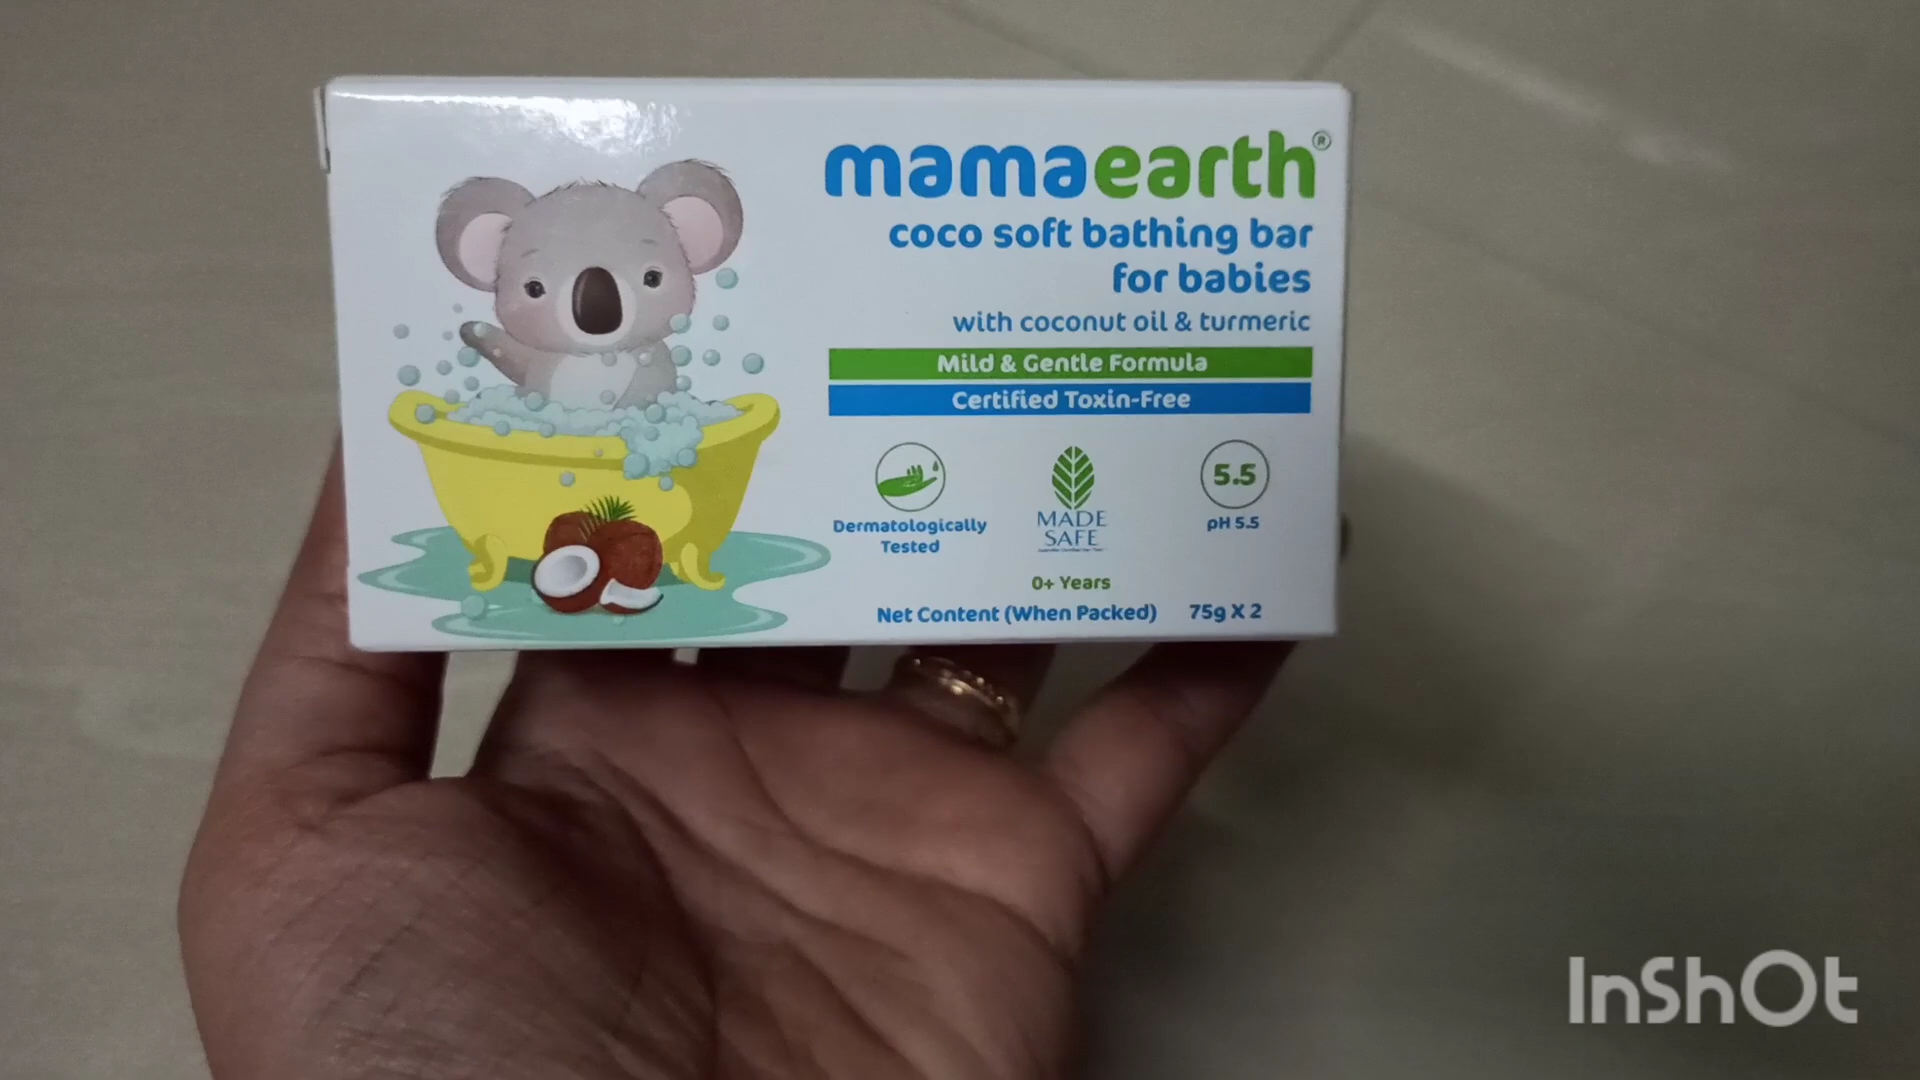 mamaearth®
coco soft bathing bar
for babies
with coconut oil & turmeric
Mild & Gentle Formula
Certified Toxin-Free
Dermatologically
Tested
MADE
SAFE
5.5
pH 5.5
0+ Years
Net Content (When Packed) 75g X 2
InShOt